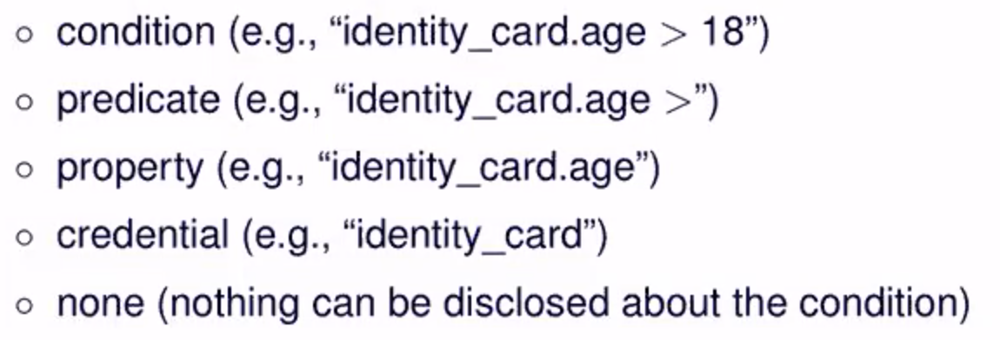 ◦ condition (e.g., “identity_card.age > 18”)
◦ predicate (e.g., “identity_card.age >”)
◦ property (e.g., “identity_card.age”)
◦ credential (e.g., “identity_card”)
◦ none (nothing can be disclosed about the condition)